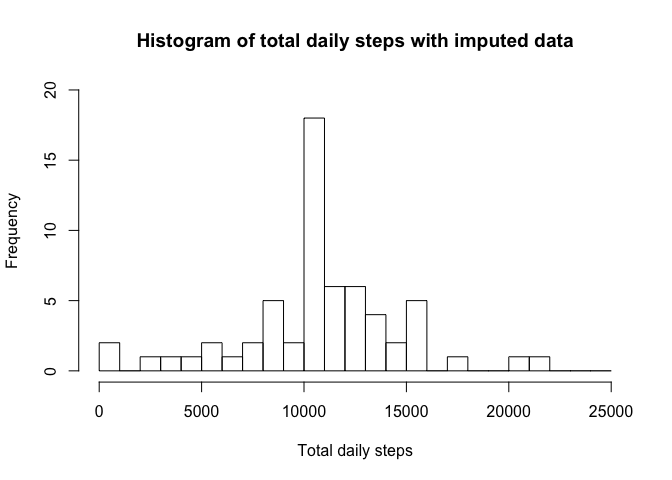 Histogram of total daily steps with imputed data
Frequency
20
15
10
5
0
0 5000 10000 15000 20000 25000
Total daily steps